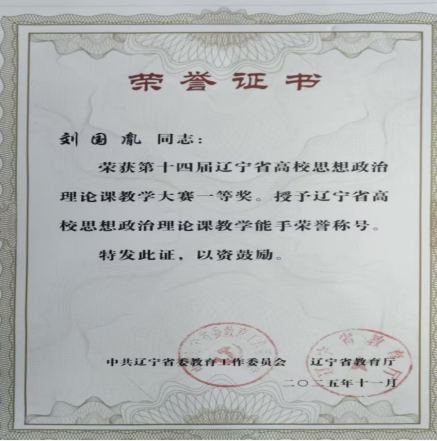 荣誉证书
刘国胤 同志：
荣获第十四届辽宁省高校思想政治
理论课教学大赛一等奖。授予辽宁省高
校思想政治理论课教学能手荣誉称号。
特发此证，以资鼓励。
中共辽宁省委教育工作委员会 辽宁省教育厅
二〇二五年十一月